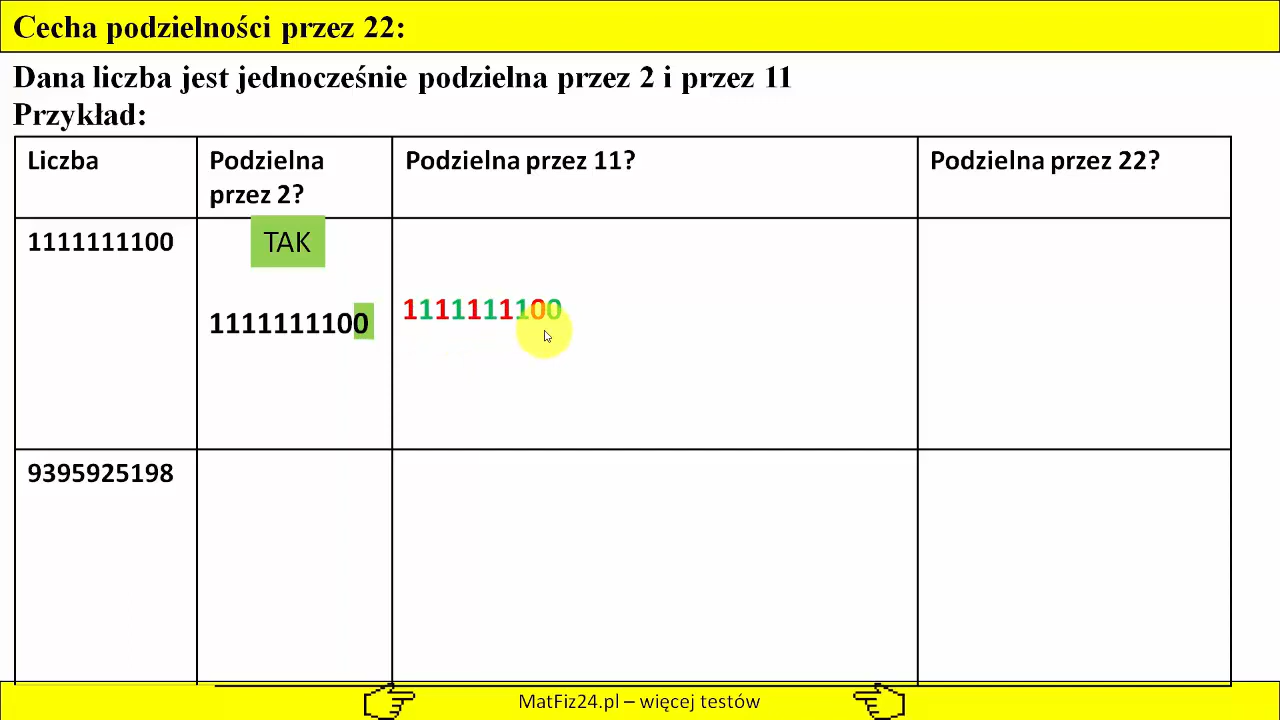 Cecha podzielności przez 22:
Dana liczba jest jednocześnie podzielna przez 2 i przez 11
Przykład:
Liczba
Podzielna
przez 2?
Podzielna przez 11?
Podzielna przez 22?
1111111100
TAK
1111111100
1111111100
9395925198
MatFiz24.pl – więcej testów